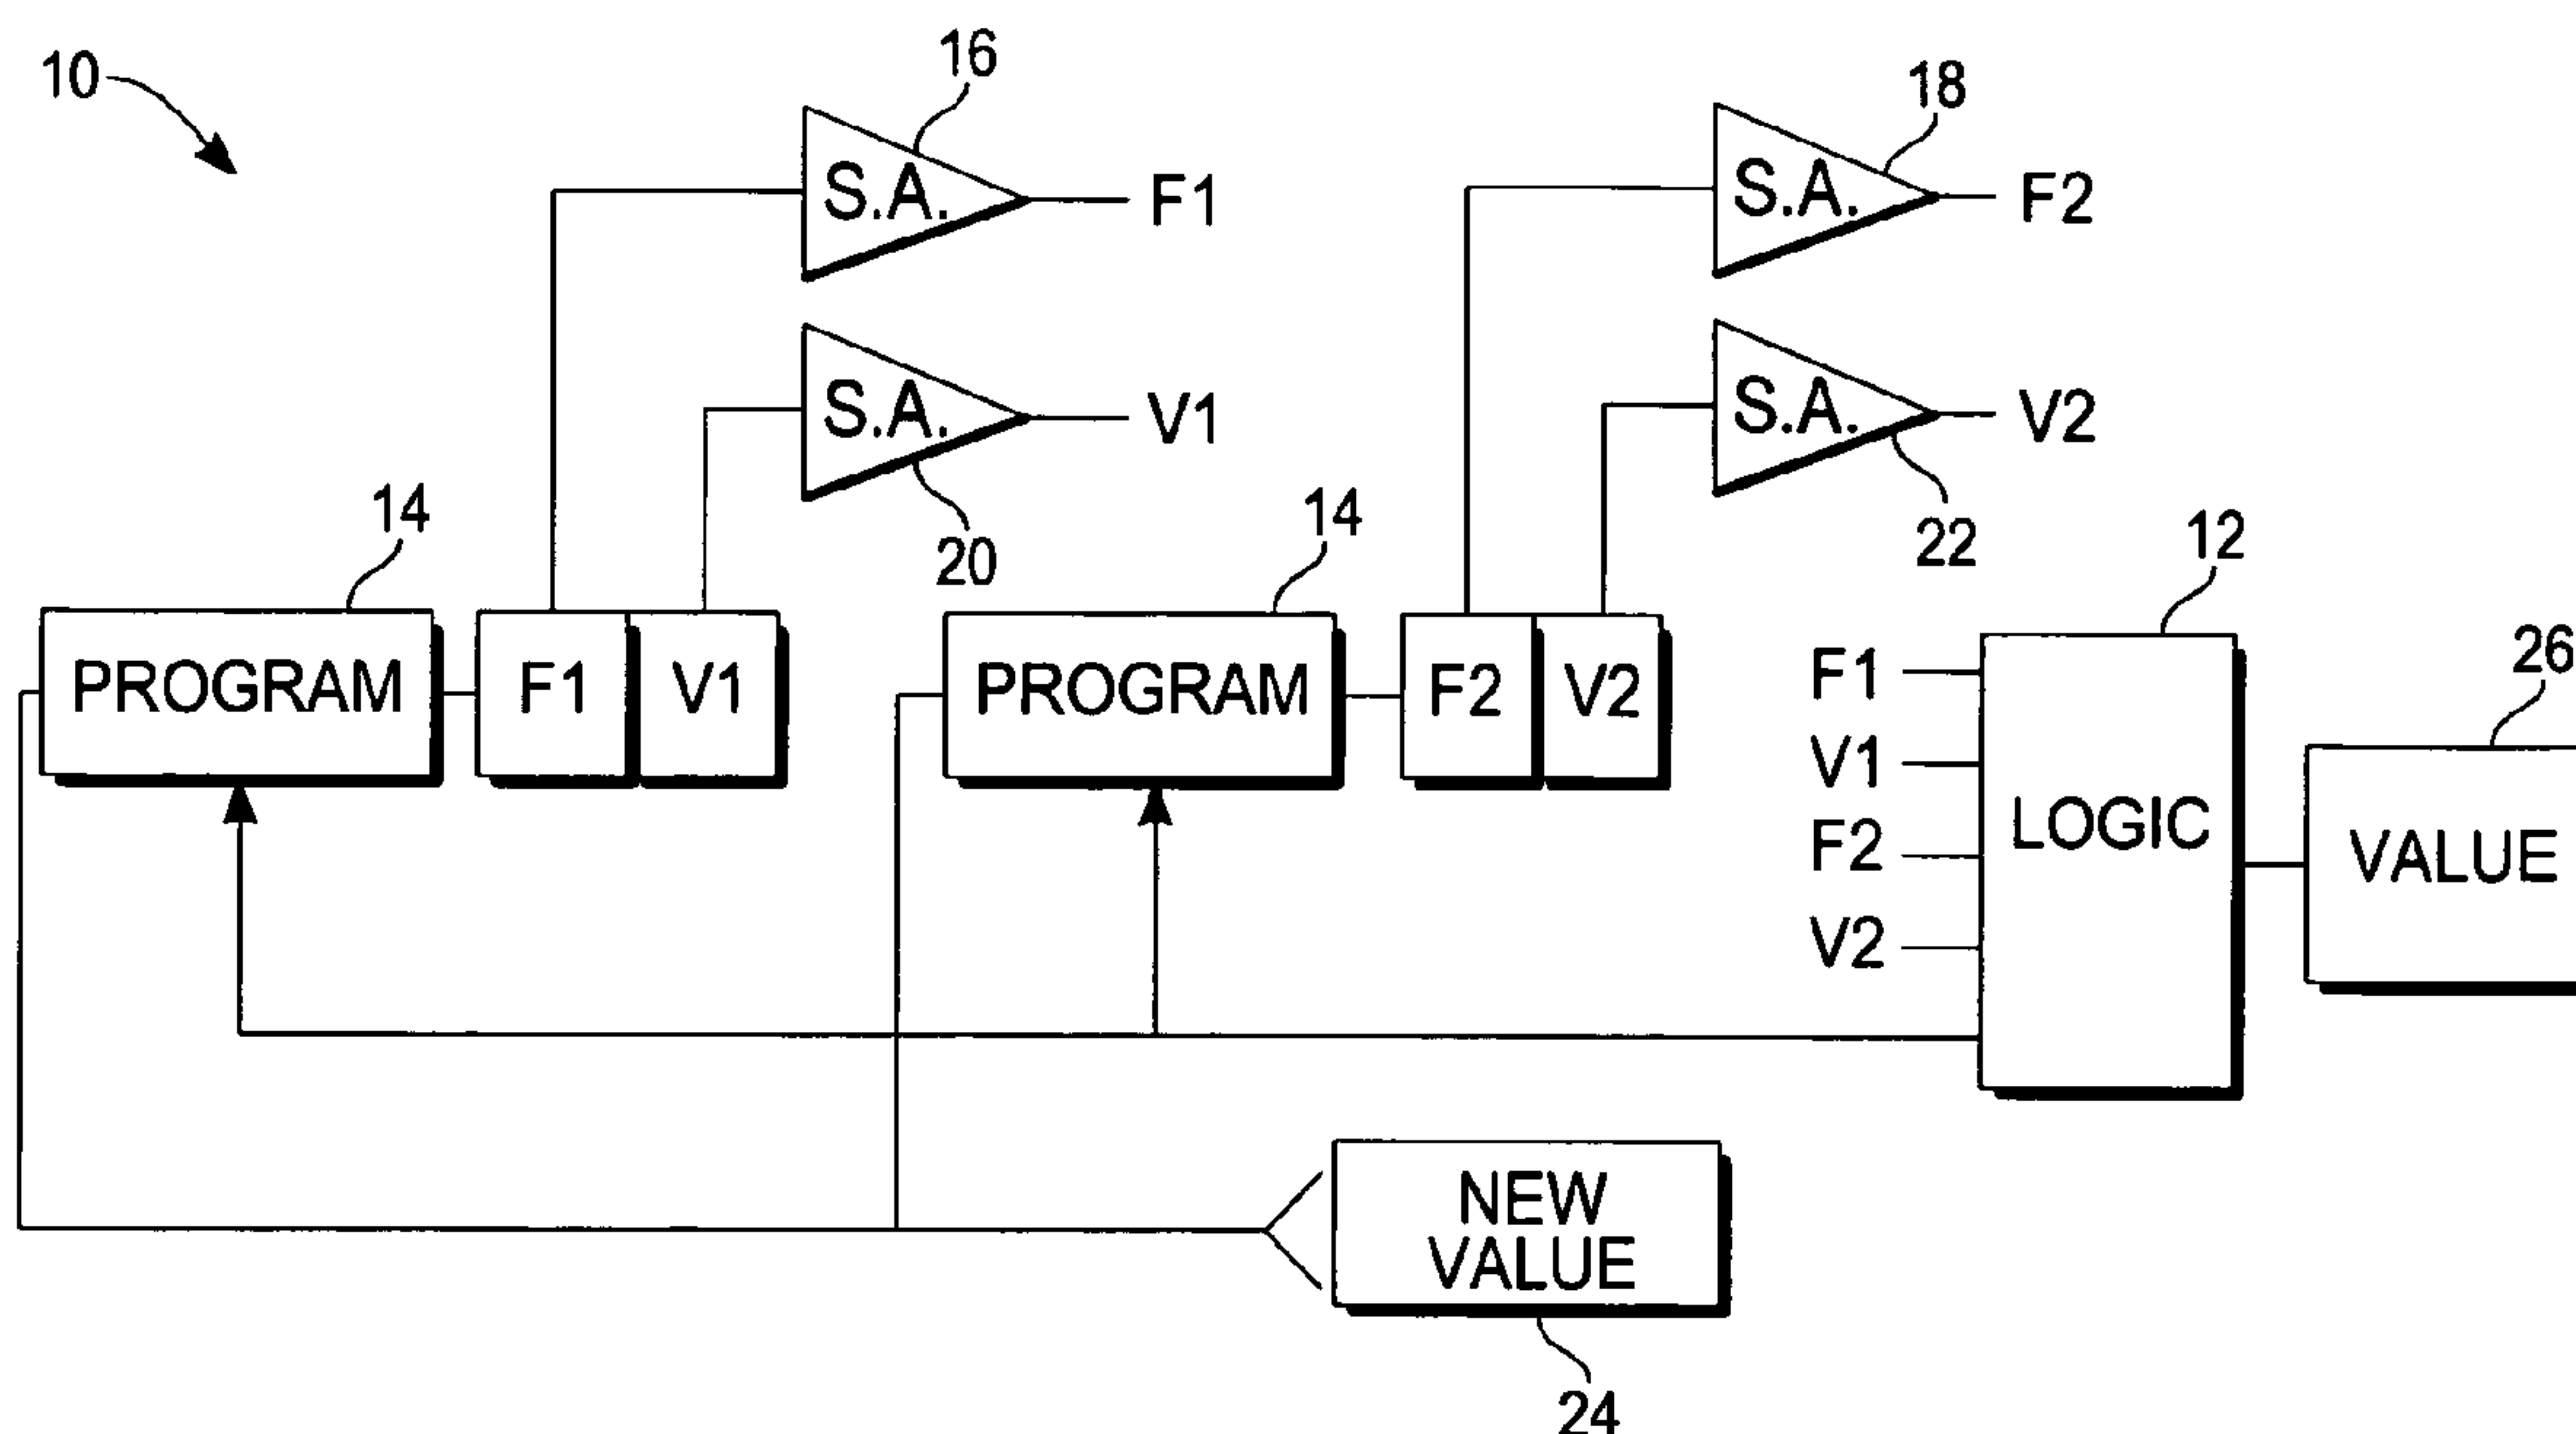 10
16
18
S.A.
F1
S.A.
F2
S.A.
V1
S.A.
V2
14
20
14
22
12
26
PROGRAM
F1
V1
PROGRAM
F2
V2
F1
V1
F2
V2
LOGIC
VALUE
NEW
VALUE
24